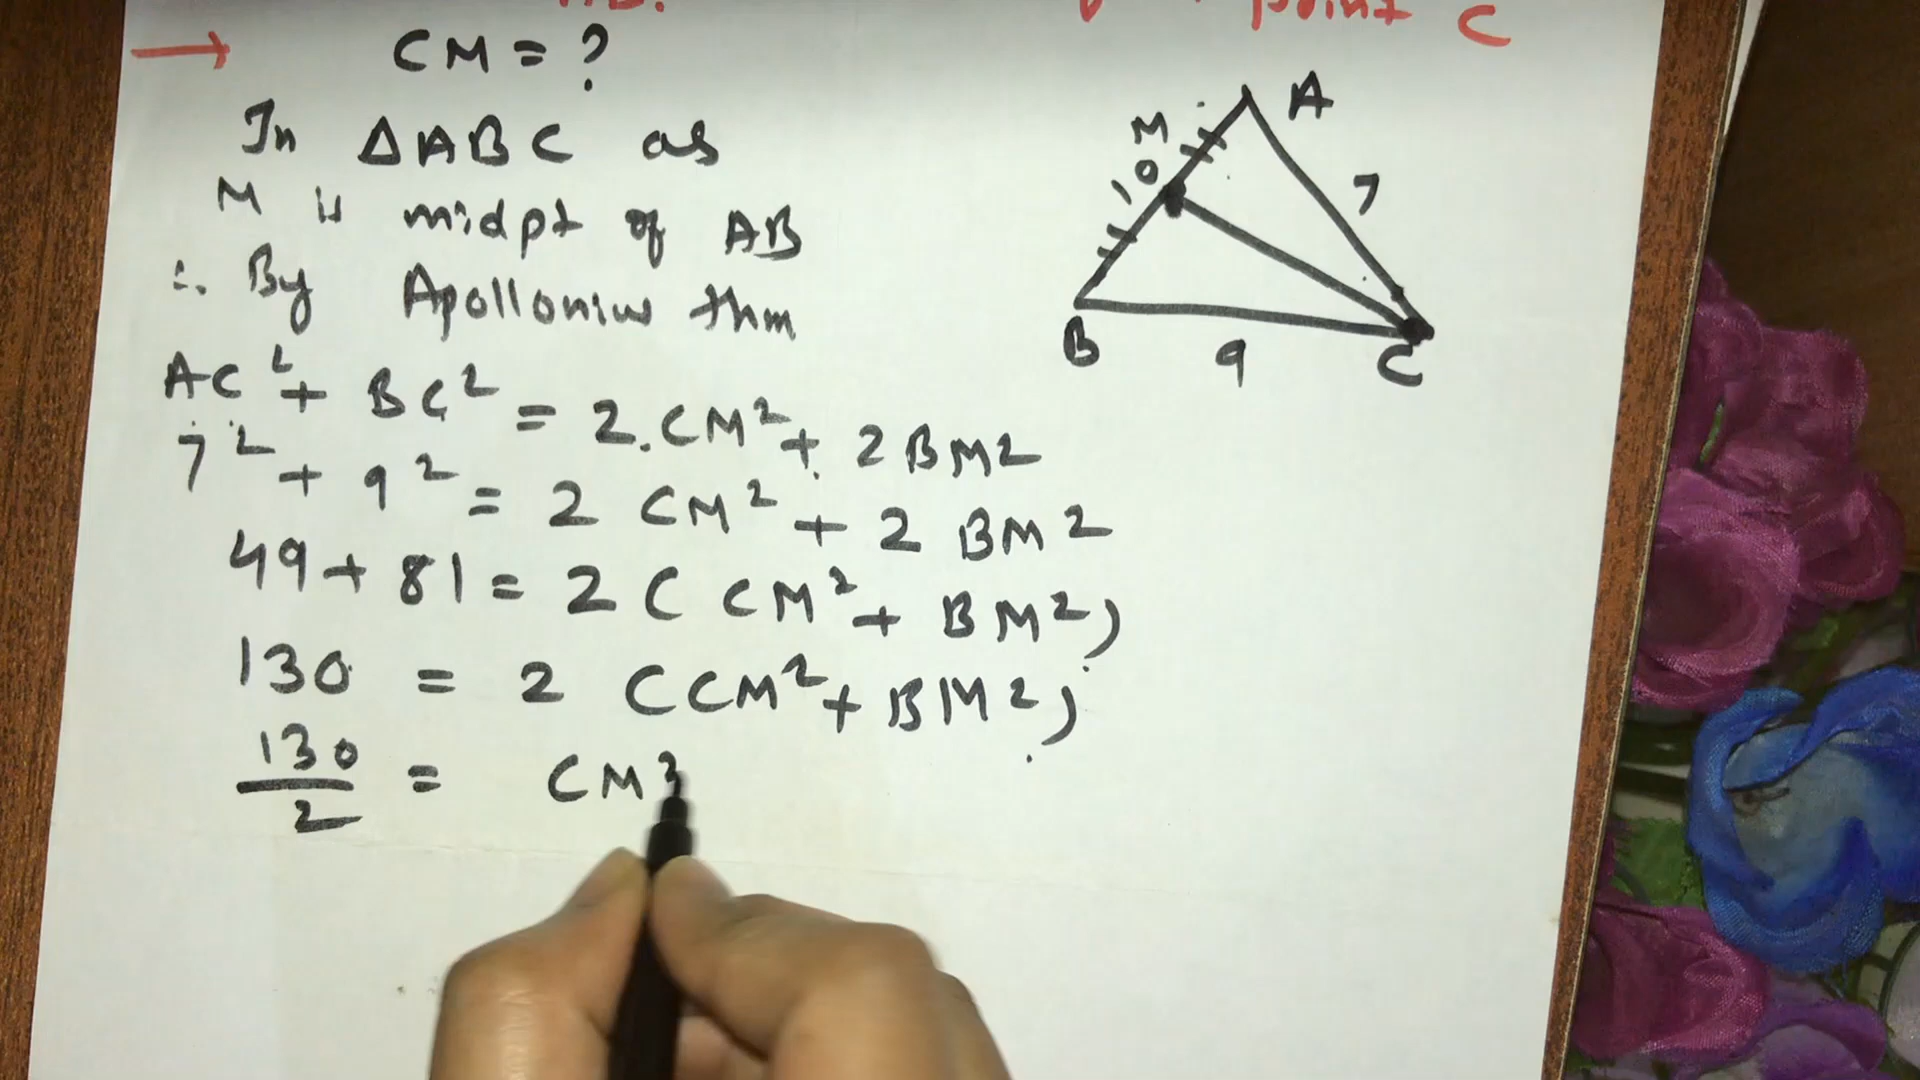 point C
CM = ?
In ΔABC as
M is midpt of AB
∴ By Apollonius thm
AC² + BC² = 2.CM² + 2BM2
7² + 9² = 2 CM² + 2 BM2
49 + 81 = 2 ( CM² + BM2)
130 = 2 (CM² + BM2)
130/2 = CM2
A
M
10
7
B
9
C